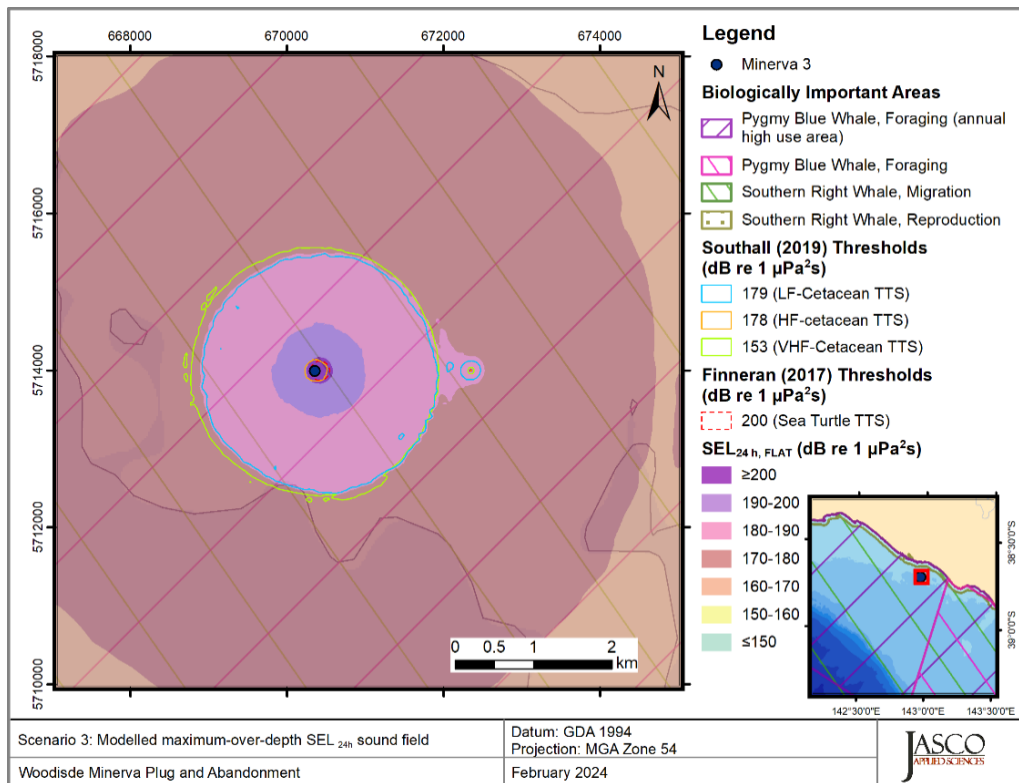 668000 670000 672000 674000
5718000
5716000
5714000
5712000
5710000
N
0 0.5 1 2
km
Legend
Minerva 3
Biologically Important Areas
Pygmy Blue Whale, Foraging (annual
high use area)
Pygmy Blue Whale, Foraging
Southern Right Whale, Migration
Southern Right Whale, Reproduction
Southall (2019) Thresholds
(dB re 1 µPa²s)
179 (LF-Cetacean TTS)
178 (HF-cetacean TTS)
153 (VHF-Cetacean TTS)
Finneran (2017) Thresholds
(dB re 1 µPa²s)
200 (Sea Turtle TTS)
SEL24 h, FLAT (dB re 1 µPa²s)
≥200
190-200
180-190
170-180
160-170
150-160
≤150
38°30'S
39°0'S
142°30'0"E 143°0'0"E 143°30'0"E
Scenario 3: Modelled maximum-over-depth SEL 24h sound field
Woodisde Minerva Plug and Abandonment
Datum: GDA 1994
Projection: MGA Zone 54
February 2024
JASCO
APPLIED SCIENCES